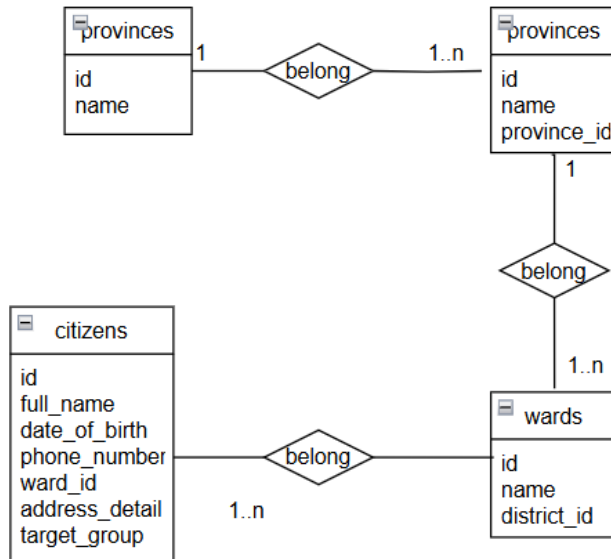 provinces
id
name
1
belong
1..n
provinces
id
name
province_id
1
belong
1..n
citizens
id
full_name
date_of_birth
phone_number
ward_id
address_detail
target_group
1..n
belong
wards
id
name
district_id